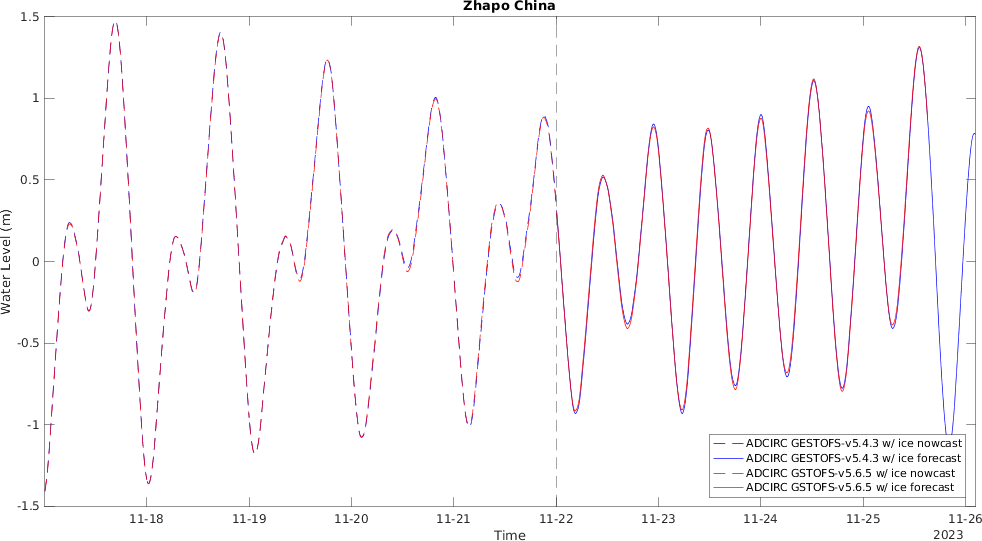 Zhapo China
1.5
1
0.5
0
-0.5
-1
-1.5
Water Level (m)
11-18
11-19
11-20
11-21
11-22
11-23
11-24
11-25
11-26
Time
2023
ADCIRC GESTOFS-v5.4.3 w/ ice nowcast
ADCIRC GESTOFS-v5.4.3 w/ ice forecast
ADCIRC GSTOFS-v5.6.5 w/ ice nowcast
ADCIRC GSTOFS-v5.6.5 w/ ice forecast